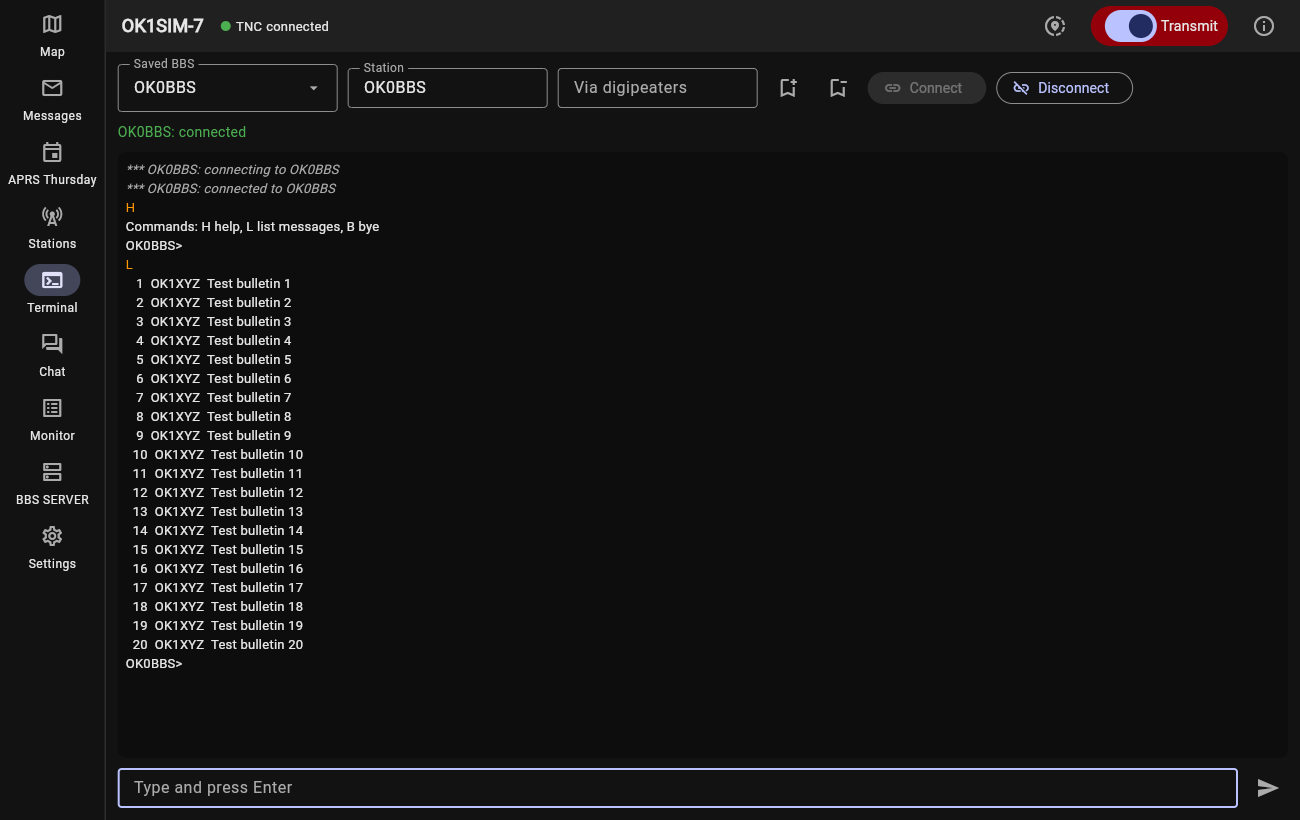 OK1SIM-7
TNC connected
Transmit
Map
Messages
APRS Thursday
Stations
Terminal
Chat
Monitor
BBS SERVER
Settings
Saved BBS
OK0BBS
Station
OK0BBS
Via digipeaters
Connect
Disconnect
OK0BBS: connected
*** OK0BBS: connecting to OK0BBS
*** OK0BBS: connected to OK0BBS
H
Commands: H help, L list messages, B bye
OK0BBS>
L
1 OK1XYZ Test bulletin 1
2 OK1XYZ Test bulletin 2
3 OK1XYZ Test bulletin 3
4 OK1XYZ Test bulletin 4
5 OK1XYZ Test bulletin 5
6 OK1XYZ Test bulletin 6
7 OK1XYZ Test bulletin 7
8 OK1XYZ Test bulletin 8
9 OK1XYZ Test bulletin 9
10 OK1XYZ Test bulletin 10
11 OK1XYZ Test bulletin 11
12 OK1XYZ Test bulletin 12
13 OK1XYZ Test bulletin 13
14 OK1XYZ Test bulletin 14
15 OK1XYZ Test bulletin 15
16 OK1XYZ Test bulletin 16
17 OK1XYZ Test bulletin 17
18 OK1XYZ Test bulletin 18
19 OK1XYZ Test bulletin 19
20 OK1XYZ Test bulletin 20
OK0BBS>
Type and press Enter